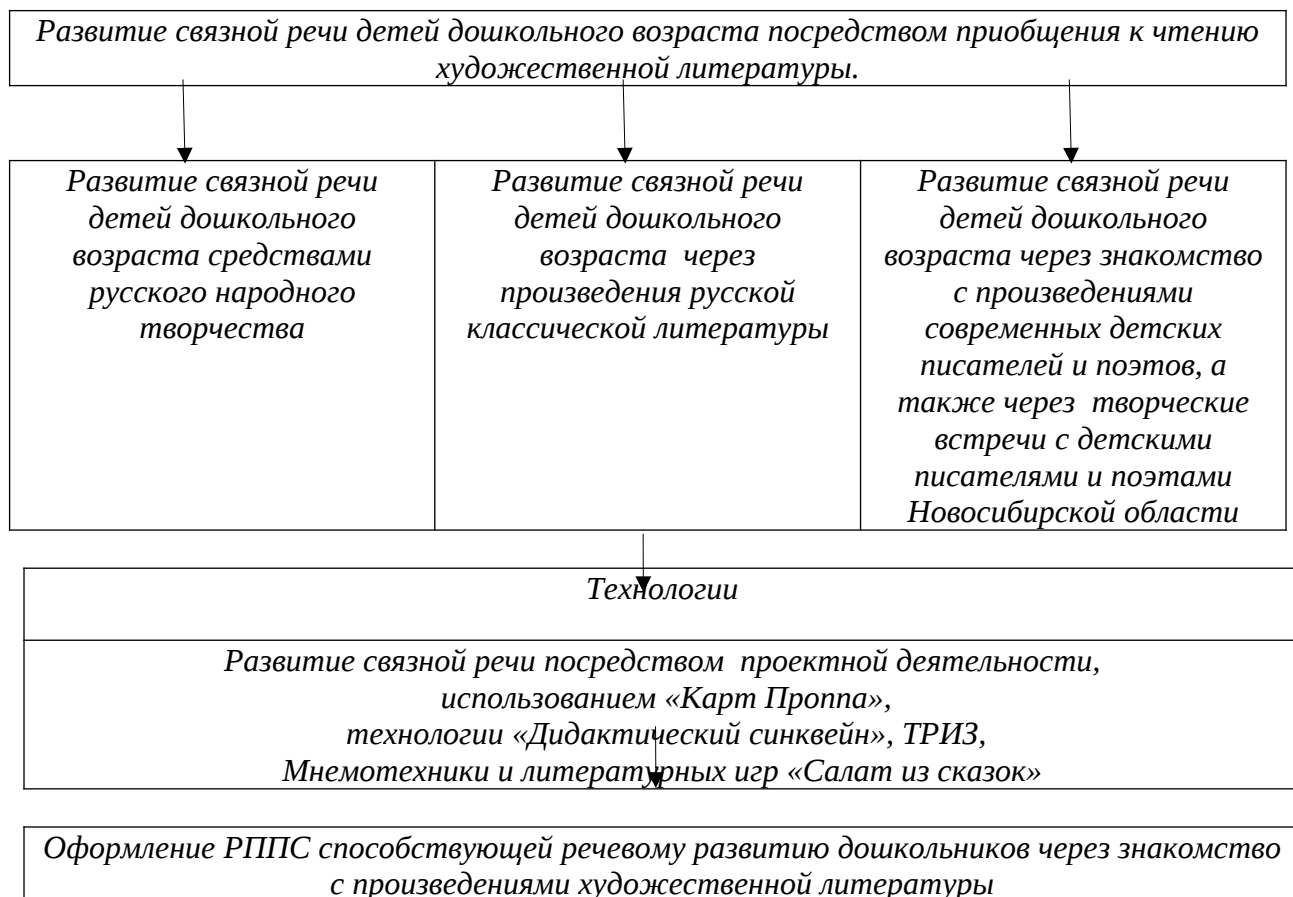 Развитие связной речи детей дошкольного возраста посредством приобщения к чтению
художественной литературы.
Развитие связной речи
детей дошкольного
возраста средствами
русского народного
творчества
Развитие связной речи
детей дошкольного
возраста через
произведения русской
классической литературы
Развитие связной речи
детей дошкольного
возраста через знакомство
с произведениями
современных детских
писателей и поэтов, а
также через творческие
встречи с детскими
писателями и поэтами
Новосибирской области
Технологии
Развитие связной речи посредством проектной деятельности,
использованием «Карт Проппа»,
технологии «Дидактический синквейн», ТРИЗ,
Мнемотехники и литературных игр «Салат из сказок»
Оформление РППС способствующей речевому развитию дошкольников через знакомство
с произведениями художественной литературы